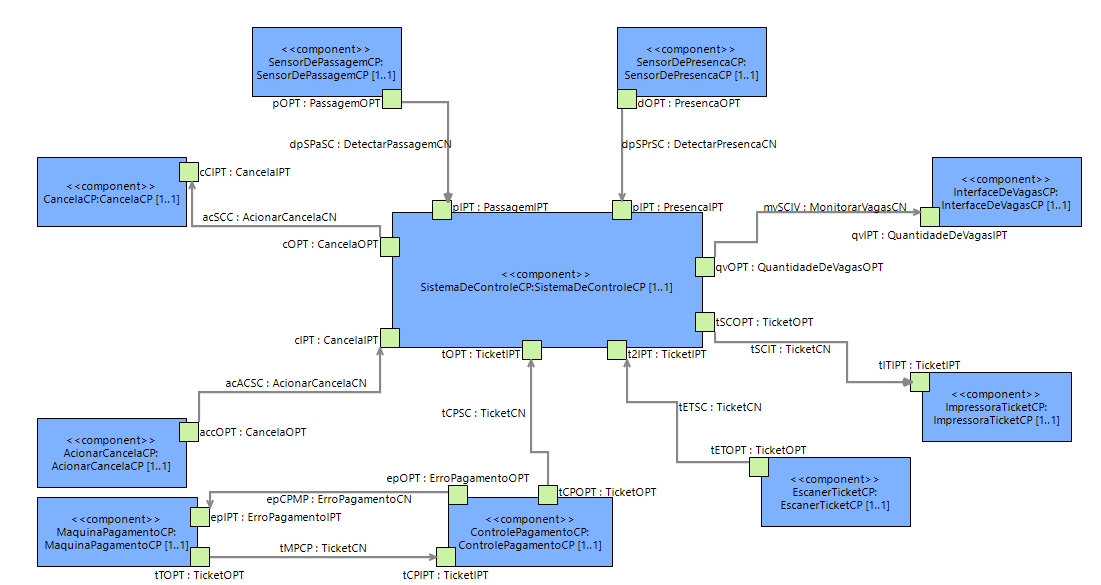 <<component>>
SensorDePassagemCP:
SensorDePassagemCP [1..1]
pOPT : PassagemOPT
<<component>>
SensorDePresencaCP:
SensorDePresencaCP [1..1]
dOPT : PresencaOPT
dpSPaSC : DetectarPassagemCN
dpSPrSC : DetectarPresencaCN
<<component>>
CancelaCP:CancelaCP [1..1]
cCIPT : CancelaIPT
acSCC : AcionarCancelaCN
<<component>>
InterfaceDeVagasCP:
InterfaceDeVagasCP [1..1]
mvSCIV : MonitorarVagasCN
qvIPT : QuantidadeDeVagasIPT
pIPT : PassagemIPT
pIPT : PresencaIPT
cOPT : CancelaOPT
<<component>>
SistemaDeControleCP:SistemaDeControleCP [1..1]
qvOPT : QuantidadeDeVagasOPT
tSCOPT : TicketOPT
cIPT : CancelaIPT
tOPT : TicketIPT
t2IPT : TicketIPT
tSCIT : TicketCN
tITIPT : TicketIPT
<<component>>
ImpressoraTicketCP:
ImpressoraTicketCP [1..1]
acACSC : AcionarCancelaCN
tCPSC : TicketCN
tETSC : TicketCN
<<component>>
AcionarCancelaCP:
AcionarCancelaCP [1..1]
accOPT : CancelaOPT
tETOPT : TicketOPT
<<component>>
EscanerTicketCP:
EscanerTicketCP [1..1]
epOPT : ErroPagamentoOPT
tCPOPT : TicketOPT
epCPMP : ErroPagamentoCN
<<component>>
MaquinaPagamentoCP:
MaquinaPagamentoCP [1..1]
epIPT : ErroPagamentoIPT
<<component>>
ControlePagamentoCP:
ControlePagamentoCP [1..1]
tMPCP : TicketCN
tTOPT : TicketOPT
tCPIPT : TicketIPT